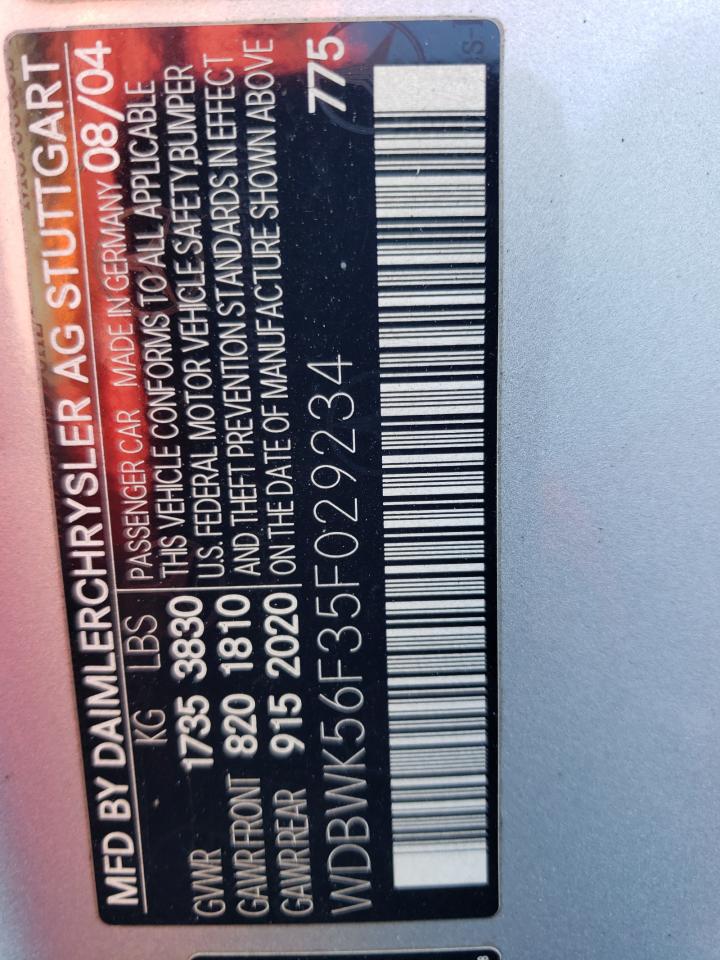 MFD BY DAIMLERCHRYSLER AG STUTTGART
KG LBS PASSENGER CAR MADE IN GERMANY 08/04
GVWR 1735 3830 THIS VEHICLE CONFORMS TO ALL APPLICABLE
U.S. FEDERAL MOTOR VEHICLE SAFETY,BUMPER
GAWR FRONT 820 1810 AND THEFT PREVENTION STANDARDS IN EFFECT
GAWR REAR 915 2020 ON THE DATE OF MANUFACTURE SHOWN ABOVE
WDBWK56F35F029234 775